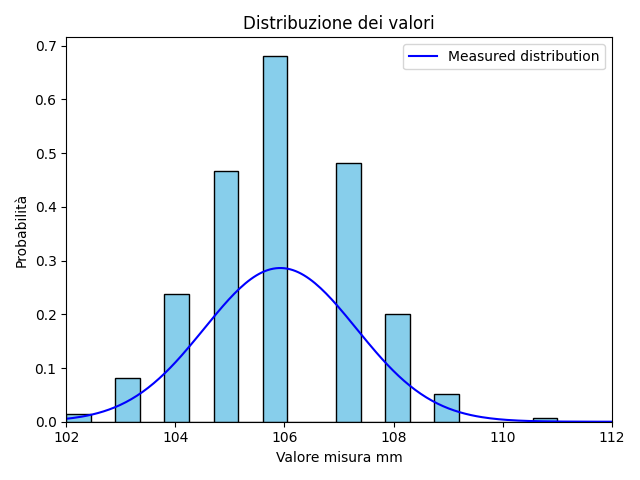 Distribuzione dei valori
Measured distribution
Probabilità
0.7
0.6
0.5
0.4
0.3
0.2
0.1
0.0
102 104 106 108 110 112
Valore misura mm